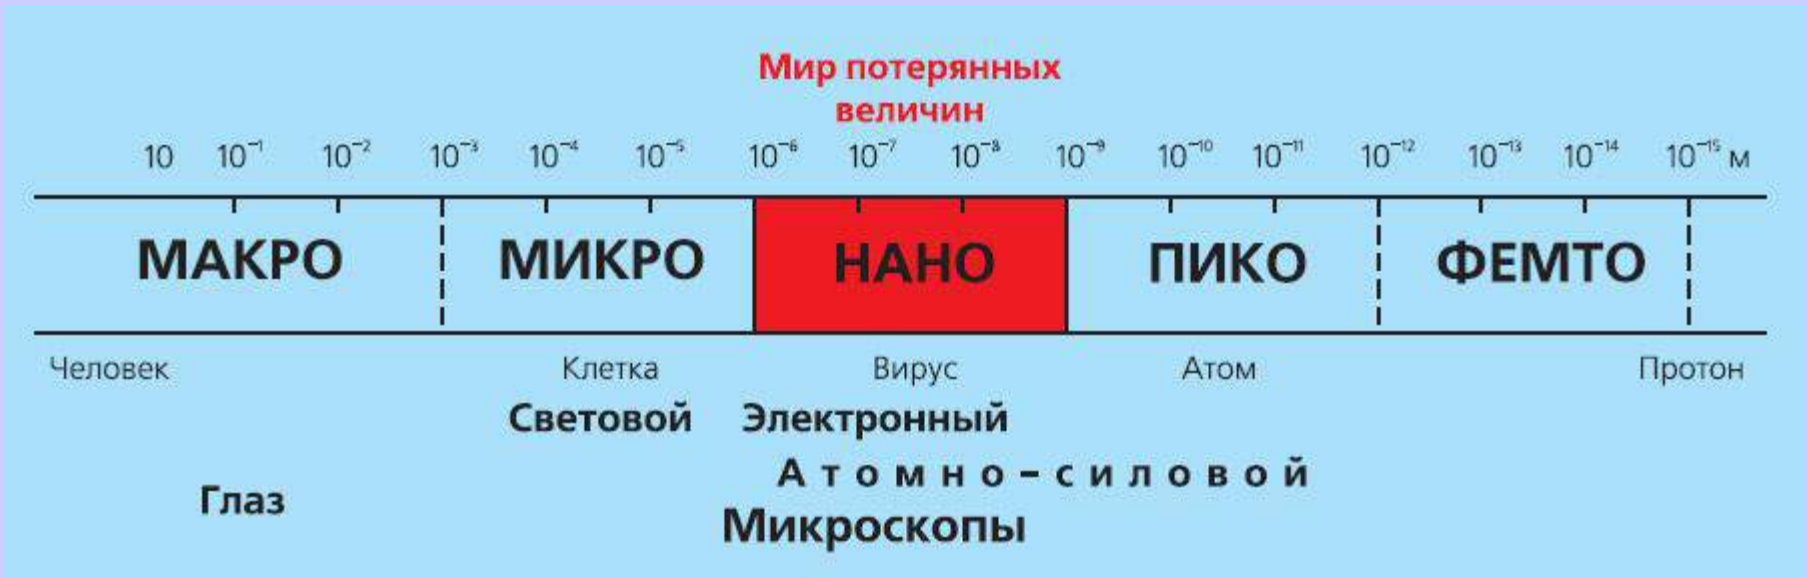 Мир потерянных
величин
10 10⁻¹ 10⁻² 10⁻³ 10⁻⁴ 10⁻⁵ 10⁻⁶ 10⁻⁷ 10⁻⁸ 10⁻⁹ 10⁻¹⁰ 10⁻¹¹ 10⁻¹² 10⁻¹³ 10⁻¹⁴ 10⁻¹⁵ м
МАКРО МИКРО НАНО ПИКО ФЕМТО
Человек Клетка Вирус Атом Протон
Световой Электронный
Атомно-силовой
Глаз
Микроскопы